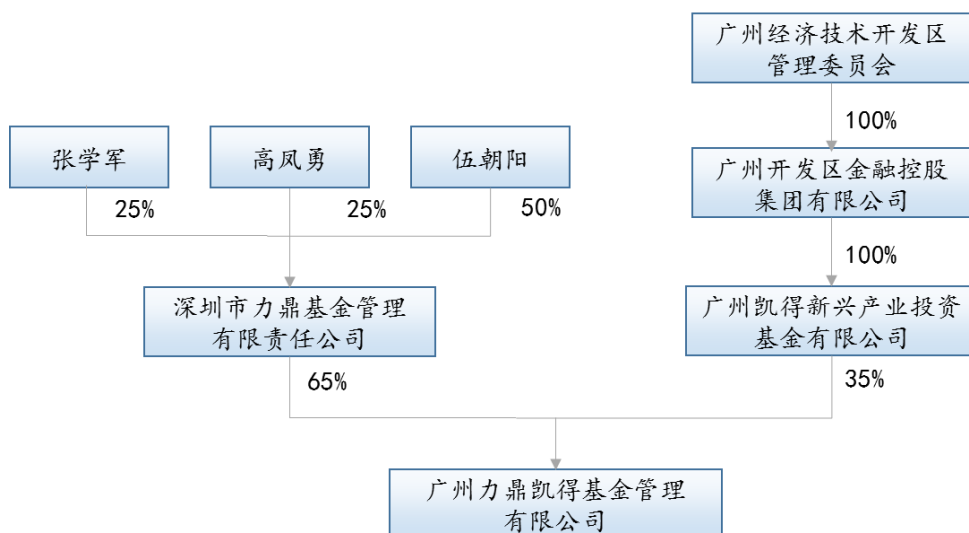 广州经济技术开发区
管理委员会
100%
张学军
高凤勇
伍朝阳
广州开发区金融控股
集团有限公司
25%
25%
50%
100%
深圳市力鼎基金管理
有限责任公司
广州凯得新兴产业投资
基金有限公司
65%
35%
广州力鼎凯得基金管理
有限公司